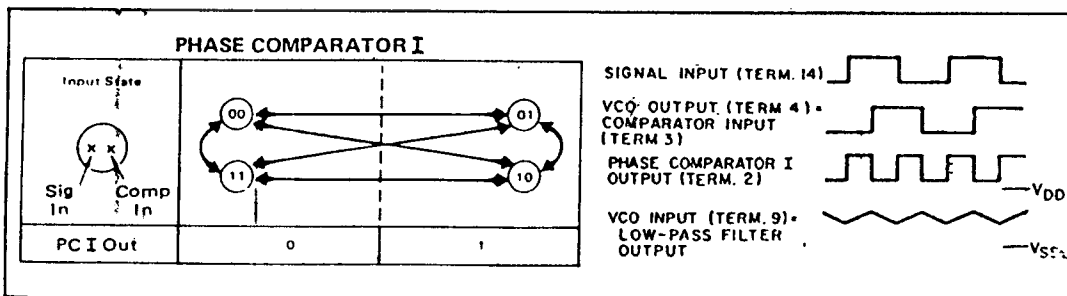 PHASE COMPARATOR I
Input State
00
01
11
10
Sig
In
Comp
In
PC I Out
0
1
SIGNAL INPUT (TERM. 14)
VCO OUTPUT (TERM 4) =
COMPARATOR INPUT
(TERM 3)
PHASE COMPARATOR I
OUTPUT (TERM. 2)
VDD
VCO INPUT (TERM. 9) =
LOW-PASS FILTER
OUTPUT
VSS